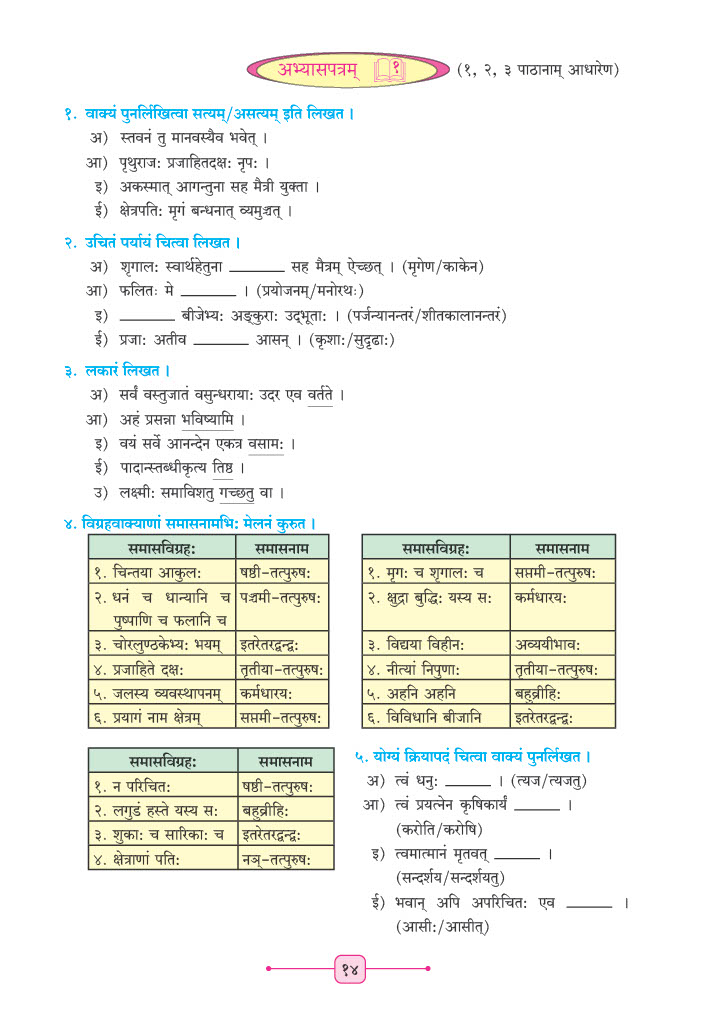 अभ्यासपत्रम् १ (१, २, ३ पाठानाम् आधारेण)
१. वाक्यं पुनर्लिखित्वा सत्यम्/असत्यम् इति लिखत ।
अ) स्तवनं तु मानवस्यैव भवेत् ।
आ) पृथुराजः प्रजाहितदक्षः नृपः ।
इ) अकस्मात् आगन्तुना सह मैत्री युक्ता ।
ई) क्षेत्रपतिः मृगं बन्धनात् व्यमुञ्चत् ।
२. उचितं पर्यायं चित्वा लिखत ।
अ) शृगालः स्वार्थहेतुना ________ सह मैत्रम् ऐच्छत् । (मृगेण/काकेन)
आ) फलितः मे ________ । (प्रयोजनम्/मनोरथः)
इ) ________ बीजेभ्यः अङ्कुराः उद्भूताः । (पर्जन्यानन्तरं/शीतकालानन्तरं)
ई) प्रजाः अतीव ________ आसन् । (कृशाः/सुदृढाः)
३. लकारं लिखत ।
अ) सर्वं वस्तुजातं वसुन्धरायाः उदर एव वर्तते ।
आ) अहं प्रसन्ना भविष्यामि ।
इ) वयं सर्वे आनन्देन एकत्र वसामः ।
ई) पादान्स्तब्धीकृत्य तिष्ठ ।
उ) लक्ष्मीः समाविशतु गच्छतु वा ।
४. विग्रहवाक्याणां समासनामभिः मेलनं कुरुत ।
समासविग्रहः समासनाम
१. चिन्तया आकुलः षष्ठी-तत्पुरुषः
२. धनं च धान्यानि च पञ्चमी-तत्पुरुषः
पुष्पाणि च फलानि च
३. चोरलुण्ठकेभ्यः भयम् इतरेतरद्वन्द्वः
४. प्रजाहिते दक्षः तृतीया-तत्पुरुषः
५. जलस्य व्यवस्थापनम् कर्मधारयः
६. प्रयागं नाम क्षेत्रम् सप्तमी-तत्पुरुषः
समासविग्रहः समासनाम
१. मृगः च शृगालः च सप्तमी-तत्पुरुषः
२. क्षुद्रा बुद्धिः यस्य सः कर्मधारयः
३. विद्यया विहीनः अव्ययीभावः
४. नीत्यां निपुणाः तृतीया-तत्पुरुषः
५. अहनि अहनि बहुव्रीहिः
६. विविधानि बीजानि इतरेतरद्वन्द्वः
समासविग्रहः समासनाम
१. न परिचितः षष्ठी-तत्पुरुषः
२. लगुडं हस्ते यस्य सः बहुव्रीहिः
३. शुकाः च सारिकाः च इतरेतरद्वन्द्वः
४. क्षेत्राणां पतिः नञ्-तत्पुरुषः
५. योग्यं क्रियापदं चित्वा वाक्यं पुनर्लिखत ।
अ) त्वं धनुः ________ । (त्यज/त्यजतु)
आ) त्वं प्रयत्नेन कृषिकार्यं ________ ।
(करोति/करोषि)
इ) त्वमात्मानं मृतवत् ________ ।
(सन्दर्शय/सन्दर्शयतु)
ई) भवान् अपि अपरिचितः एव ________ ।
(आसीः/आसीत्)
१४